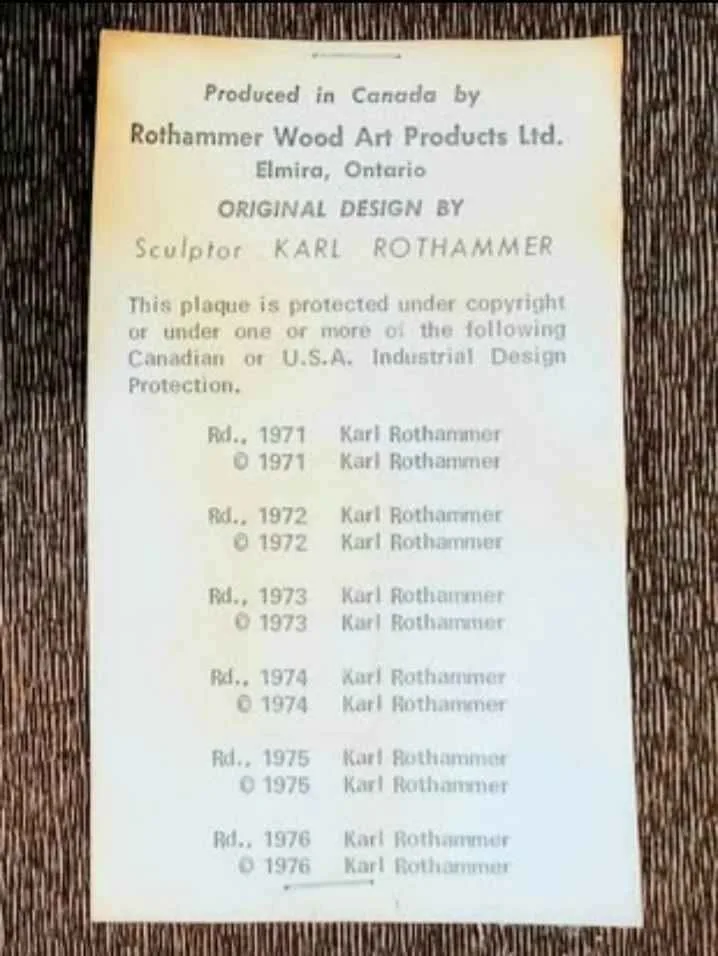 Produced in Canada by
Rothammer Wood Art Products Ltd.
Elmira, Ontario
ORIGINAL DESIGN BY
Sculptor KARL ROTHAMMER
This plaque is protected under copyright
or under one or more of the following
Canadian or U.S.A. Industrial Design
Protection.
Rd., 1971 Karl Rothammer
© 1971 Karl Rothammer
Rd., 1972 Karl Rothammer
© 1972 Karl Rothammer
Rd., 1973 Karl Rothammer
© 1973 Karl Rothammer
Rd., 1974 Karl Rothammer
© 1974 Karl Rothammer
Rd., 1975 Karl Rothammer
© 1975 Karl Rothammer
Rd., 1976 Karl Rothammer
© 1976 Karl Rothammer